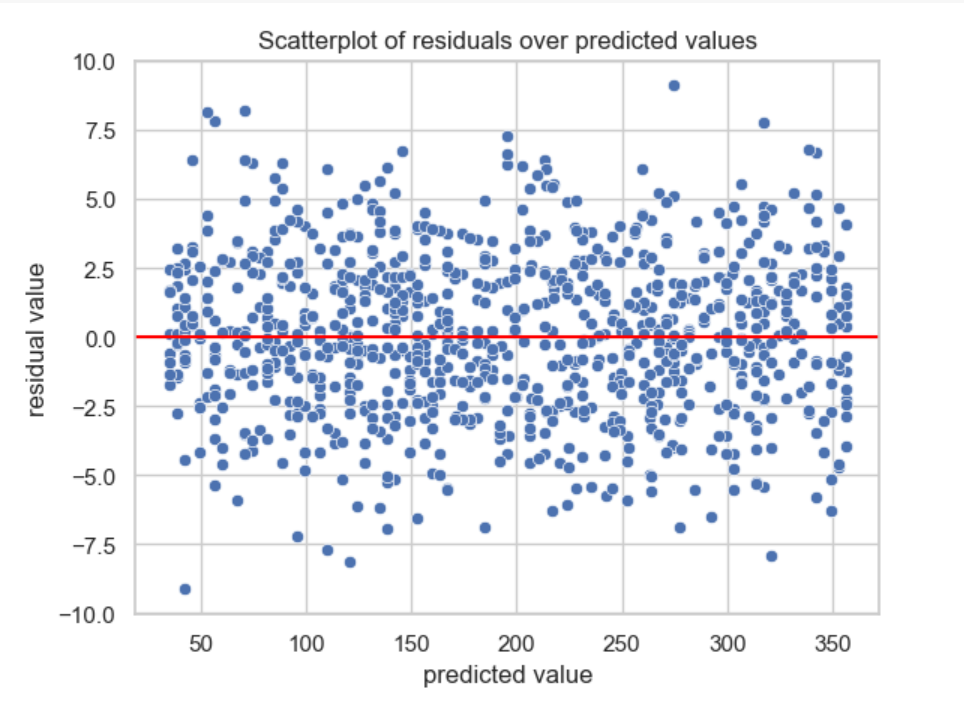 Scatterplot of residuals over predicted values
10.0
7.5
5.0
2.5
0.0
−2.5
−5.0
−7.5
−10.0
residual value
50 100 150 200 250 300 350
predicted value